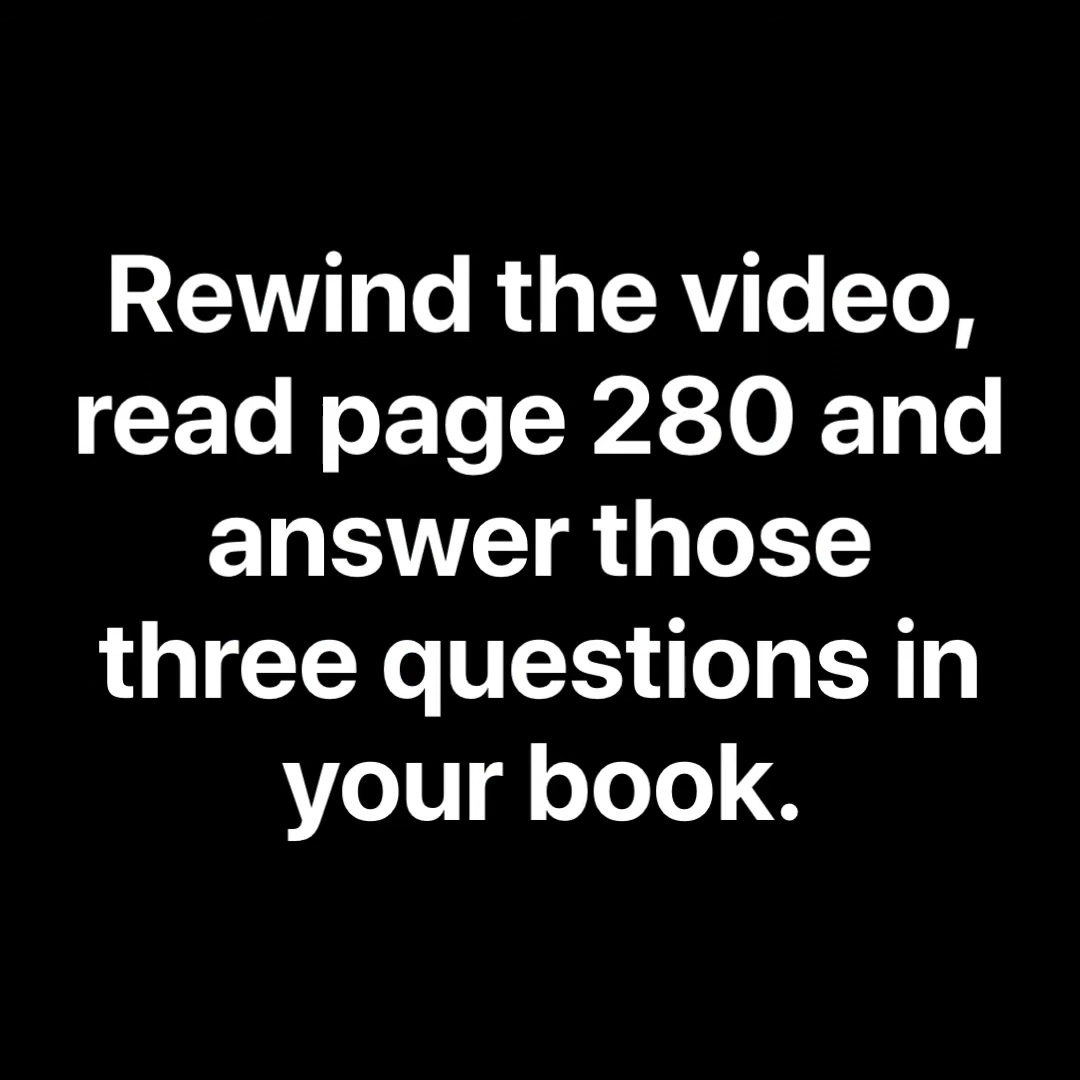 Rewind the video,
read page 280 and
answer those
three questions in
your book.